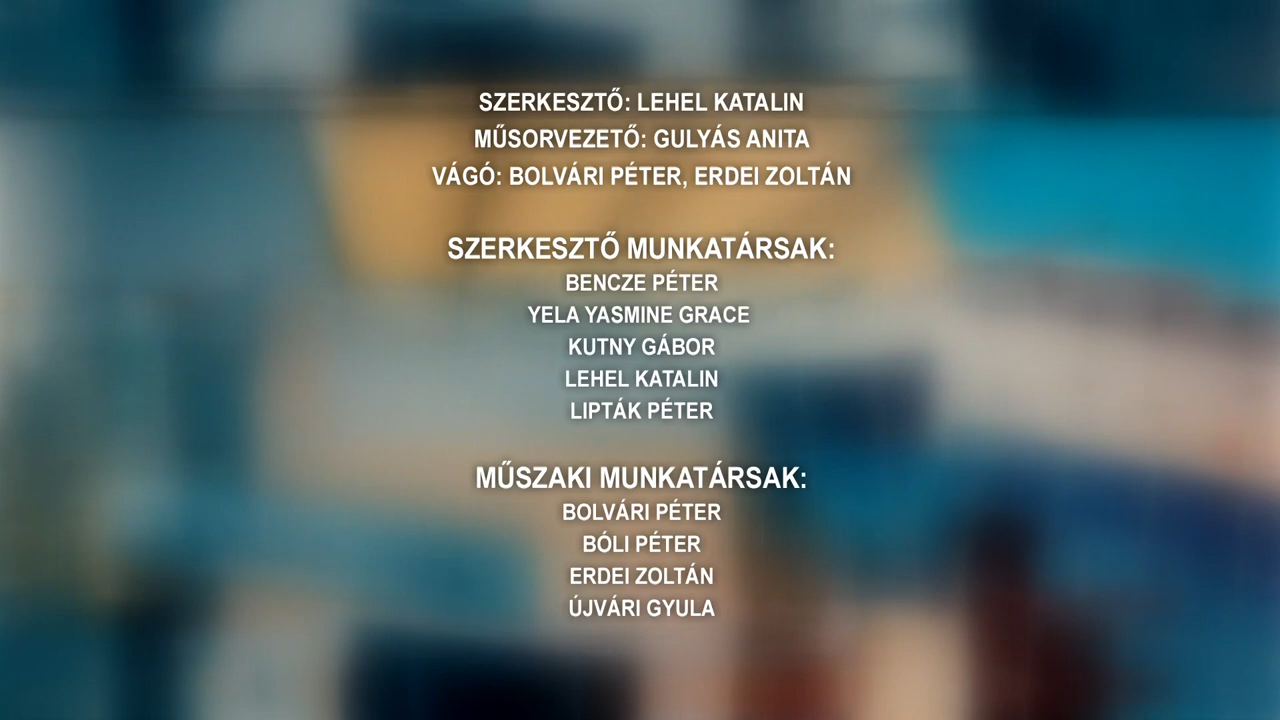 SZERKESZTŐ: LEHEL KATALIN
MŰSORVEZETŐ: GULYÁS ANITA
VÁGÓ: BOLVÁRI PÉTER, ERDEI ZOLTÁN
SZERKESZTŐ MUNKATÁRSAK:
BENCZE PÉTER
YELA YASMINE GRACE
KUTNY GÁBOR
LEHEL KATALIN
LIPTÁK PÉTER
MŰSZAKI MUNKATÁRSAK:
BOLVÁRI PÉTER
BÓLI PÉTER
ERDEI ZOLTÁN
ÚJVÁRI GYULA